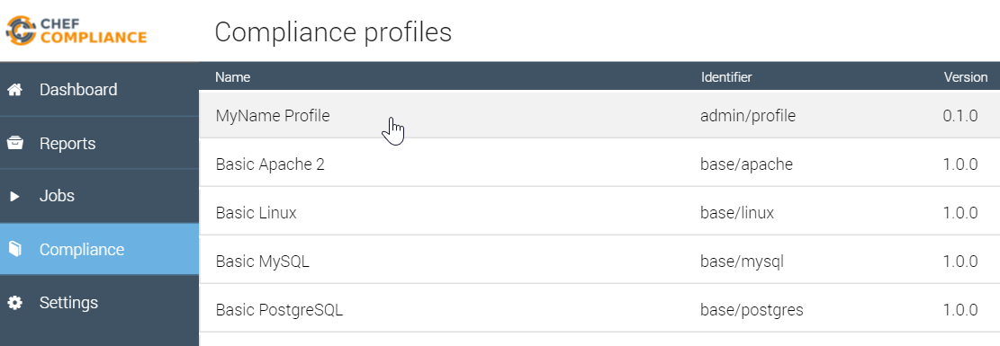 CHEF
COMPLIANCE
Compliance profiles
Dashboard
Reports
Jobs
Compliance
Settings
Name Identifier Version
MyName Profile admin/profile 0.1.0
Basic Apache 2 base/apache 1.0.0
Basic Linux base/linux 1.0.0
Basic MySQL base/mysql 1.0.0
Basic PostgreSQL base/postgres 1.0.0